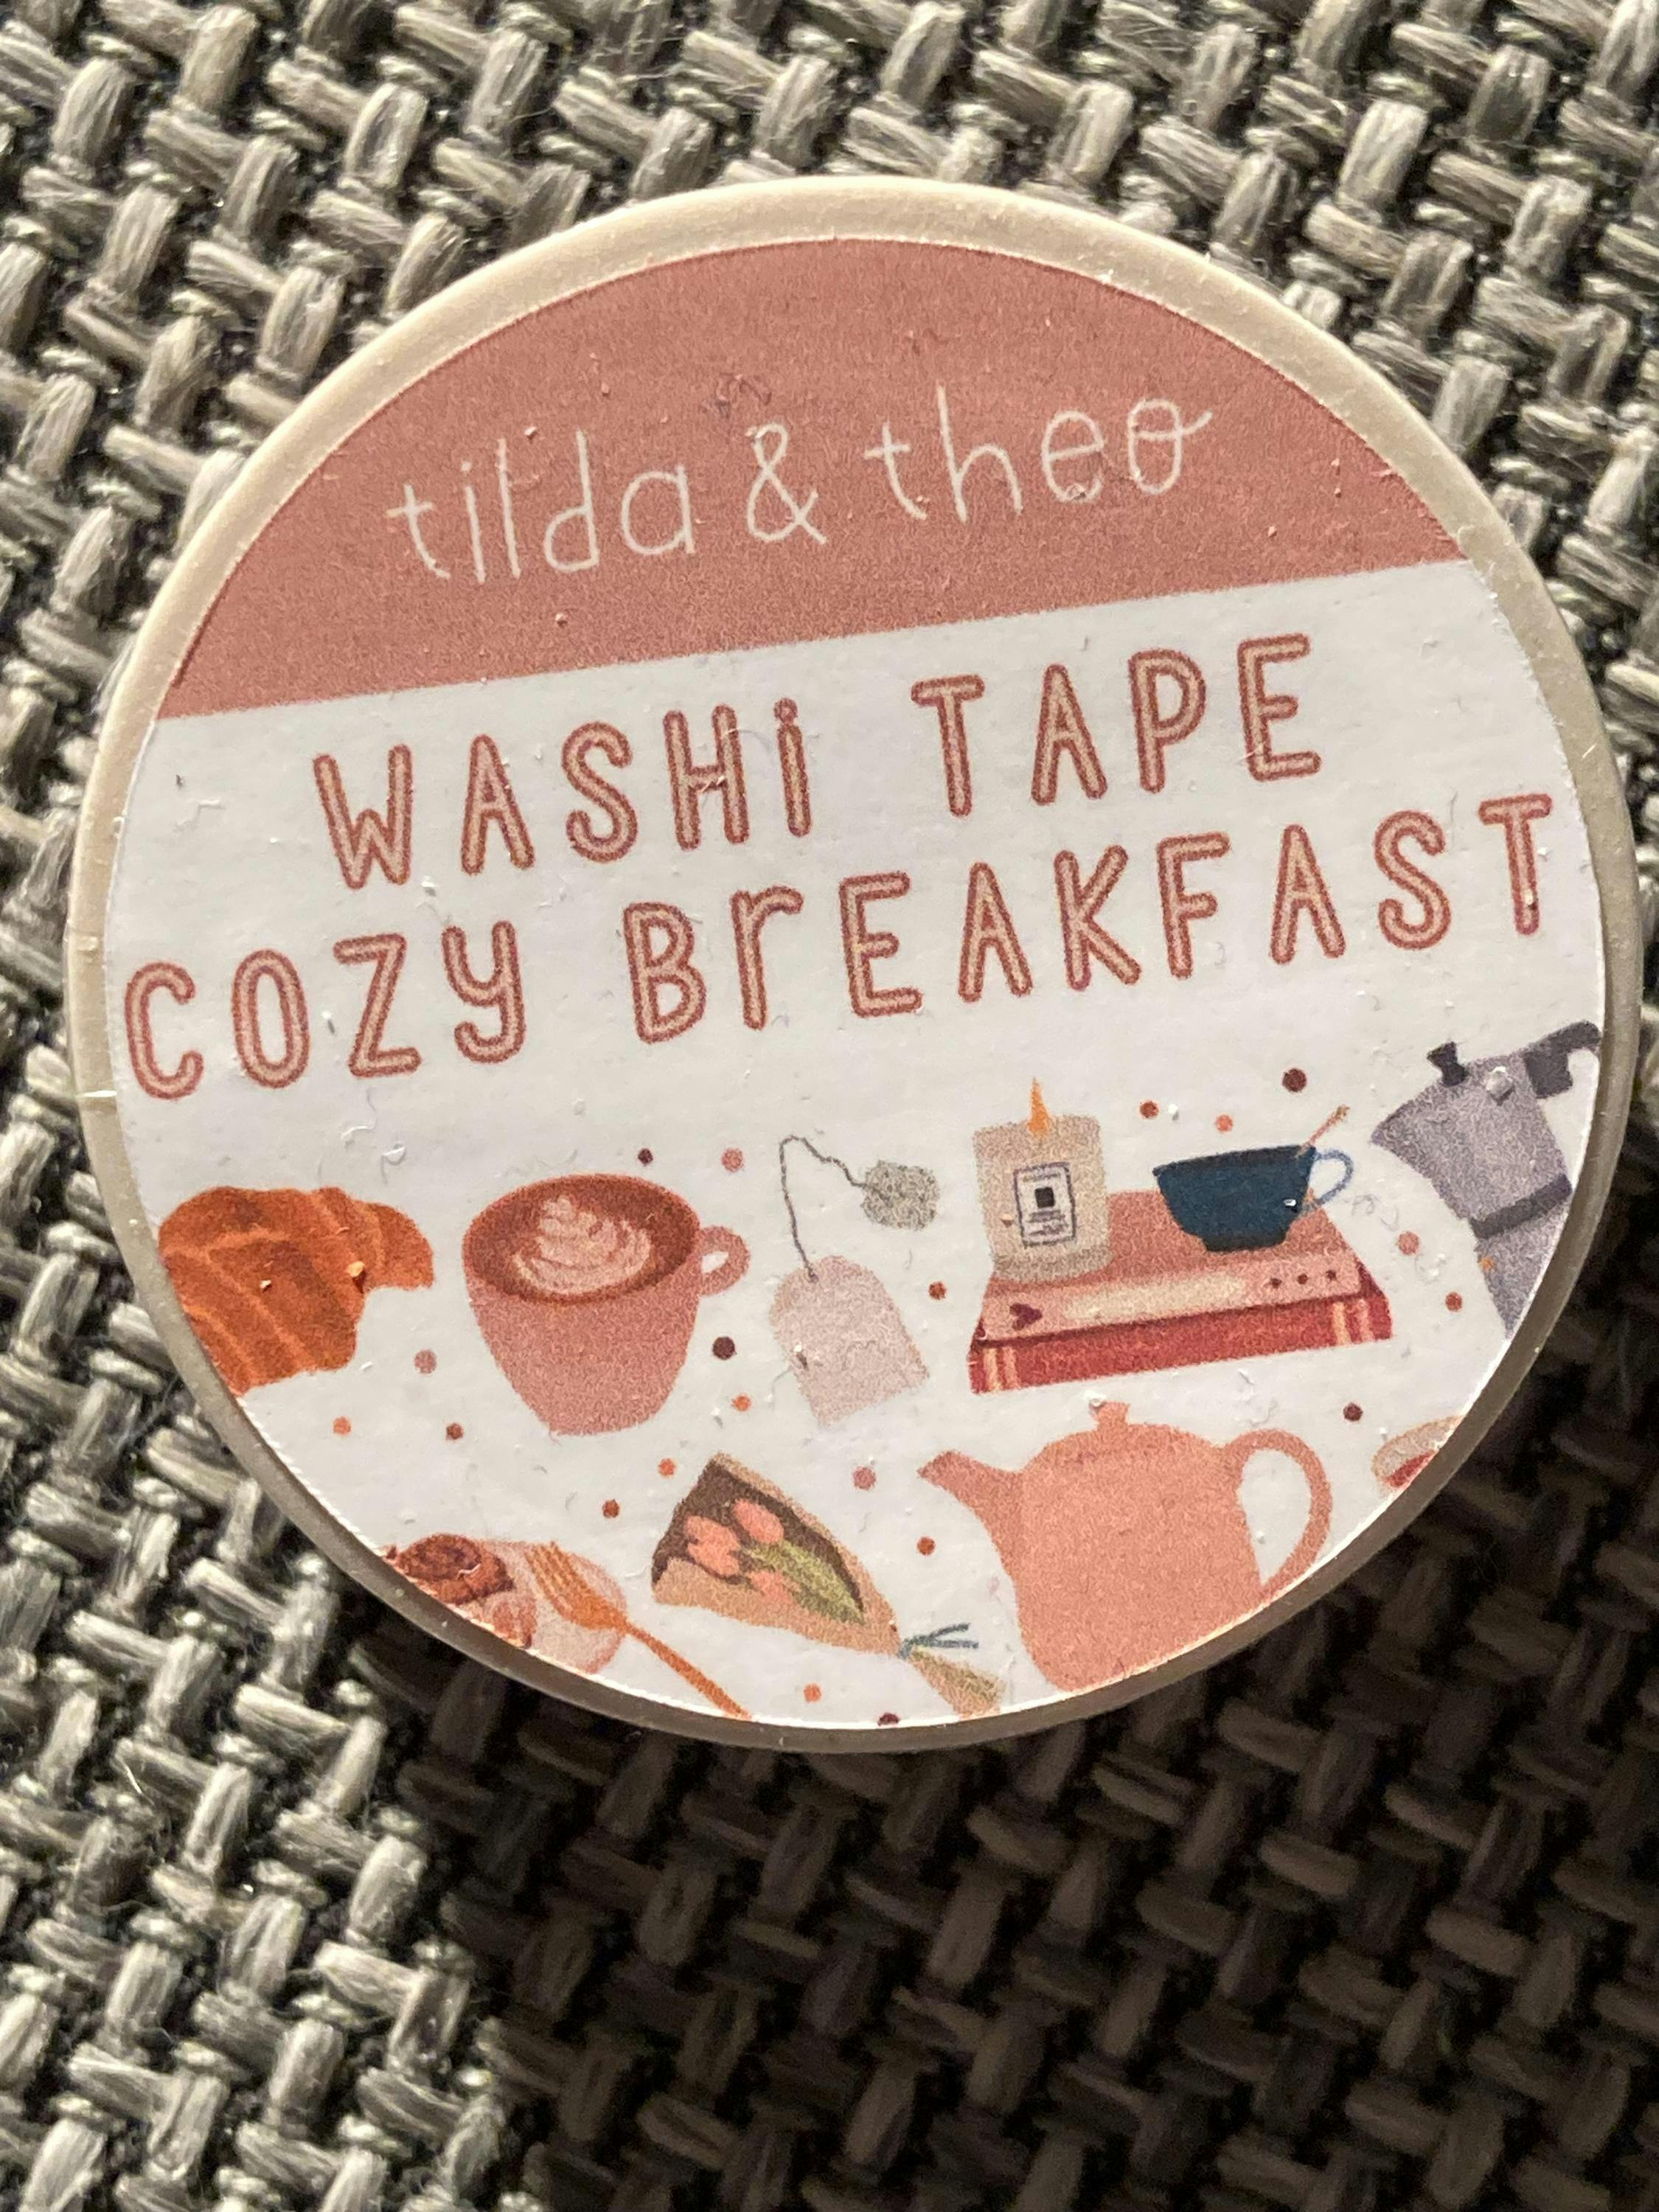 tilda & theo
WASHi TAPE
COZY BrEAKFAST